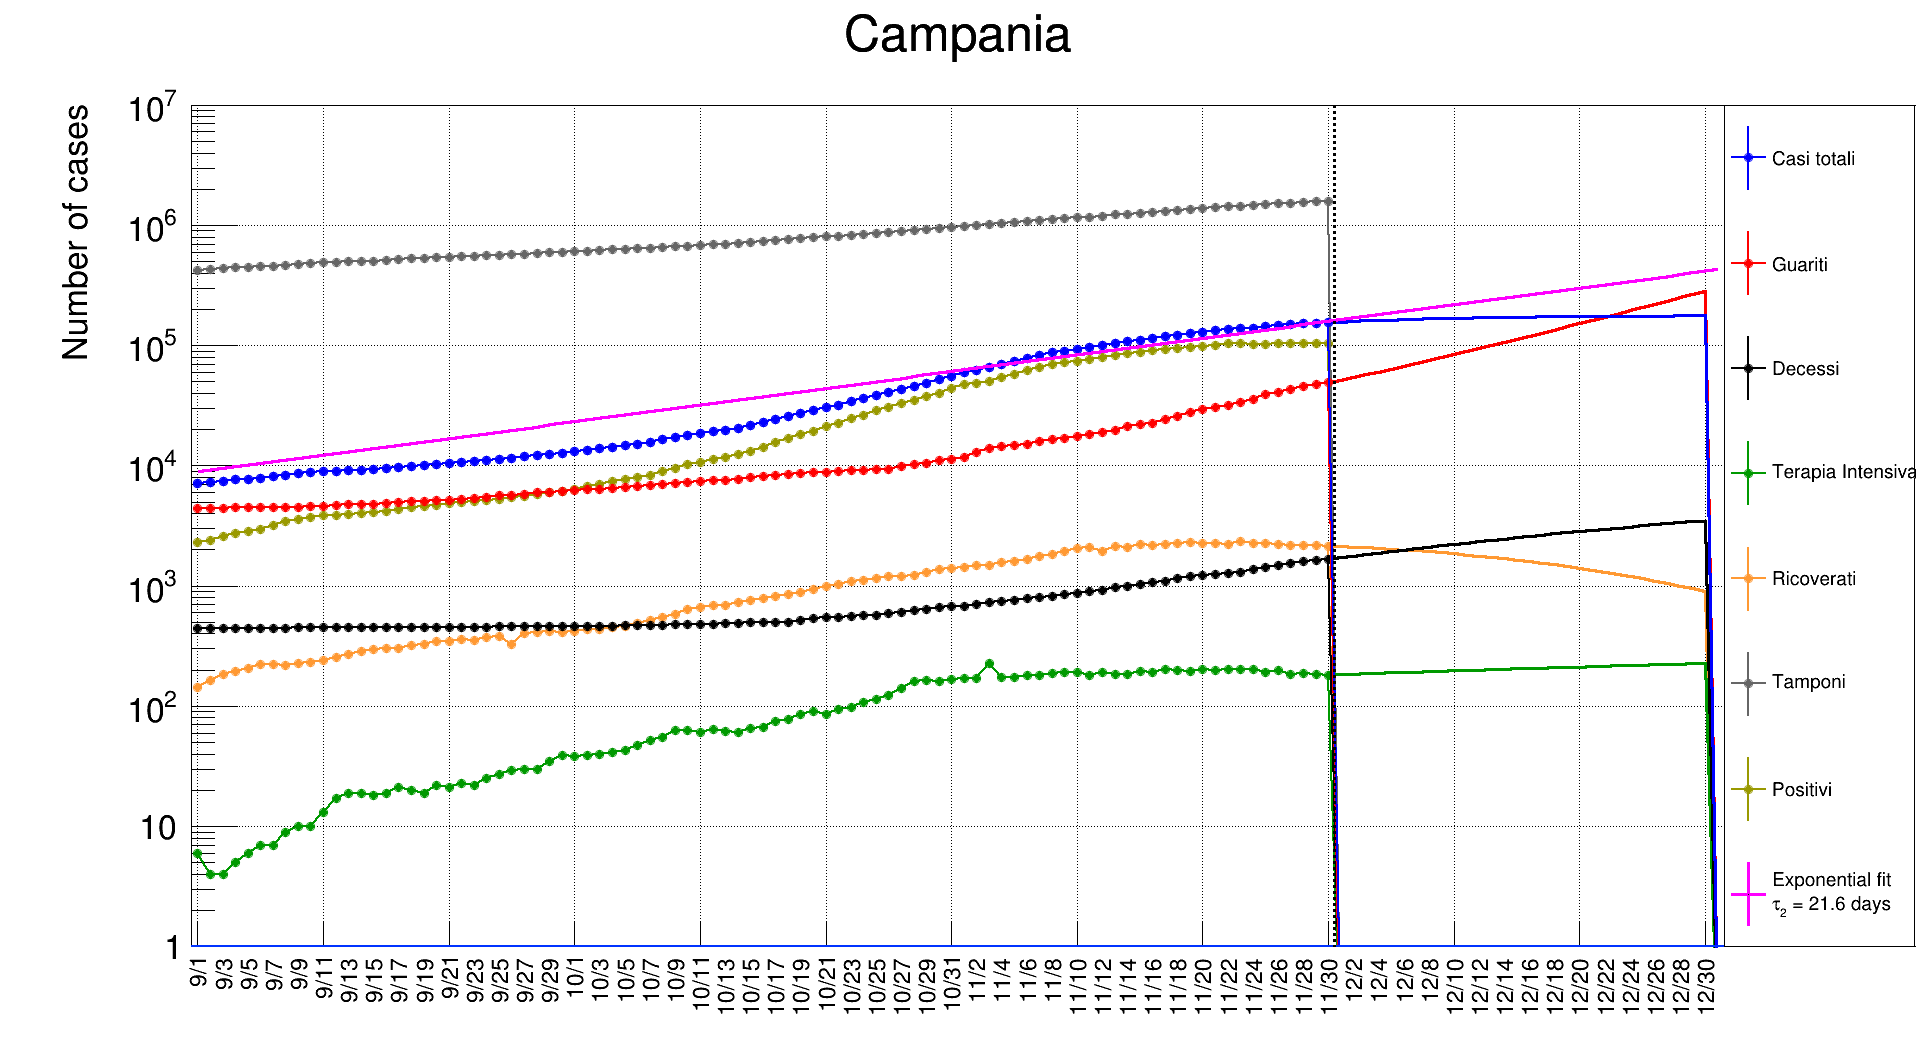 Campania
Number of cases
10^7
10^6
10^5
10^4
10^3
10^2
10
1
9/1 9/3 9/5 9/7 9/9 9/11 9/13 9/15 9/17 9/19 9/21 9/23 9/25 9/27 9/29 10/1 10/3 10/5 10/7 10/9 10/11 10/13 10/15 10/17 10/19 10/21 10/23 10/25 10/27 10/29 10/31 11/2 11/4 11/6 11/8 11/10 11/12 11/14 11/16 11/18 11/20 11/22 11/24 11/26 11/28 11/30 12/2 12/4 12/6 12/8 12/10 12/12 12/14 12/16 12/18 12/20 12/22 12/24 12/26 12/28 12/30
Casi totali
Guariti
Decessi
Terapia Intensiva
Ricoverati
Tamponi
Positivi
Exponential fit
τ₂ = 21.6 days